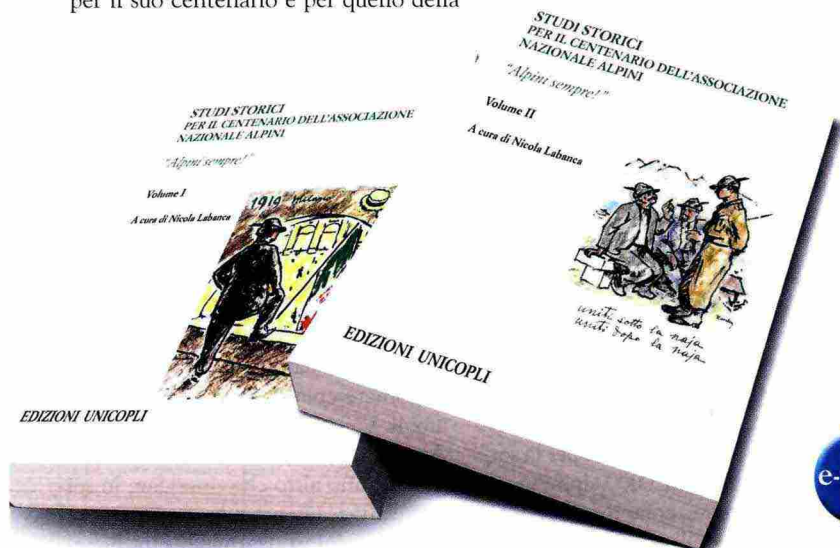 per il suo centenario e per quello della
STUDI STORICI
PER IL CENTENARIO DELL'ASSOCIAZIONE
NAZIONALE ALPINI
"Alpini sempre!"
Volume I
A cura di Nicola Labanca
1919 Milano
EDIZIONI UNICOPLI
STUDI STORICI
PER IL CENTENARIO DELL'ASSOCIAZIONE
NAZIONALE ALPINI
"Alpini sempre!"
Volume II
A cura di Nicola Labanca
uniti sotto la naja
uniti dopo la naja
EDIZIONI UNICOPLI
e-